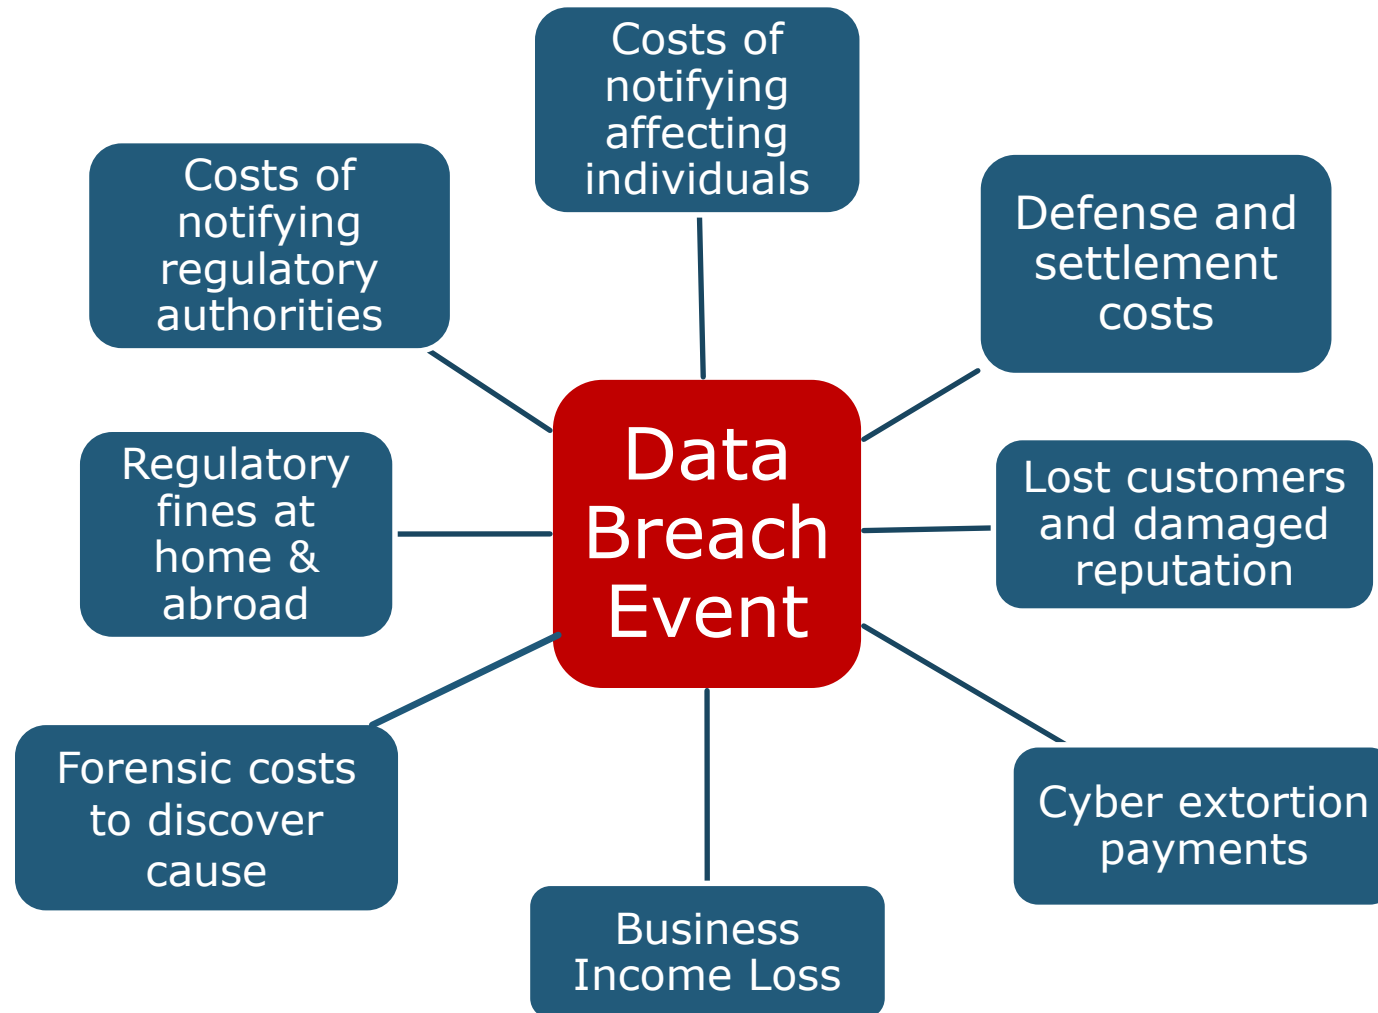 Costs of
notifying
affecting
individuals
Costs of
notifying
regulatory
authorities
Defense and
settlement
costs
Data
Breach
Event
Regulatory
fines at
home &
abroad
Lost customers
and damaged
reputation
Forensic costs
to discover
cause
Cyber extortion
payments
Business
Income Loss